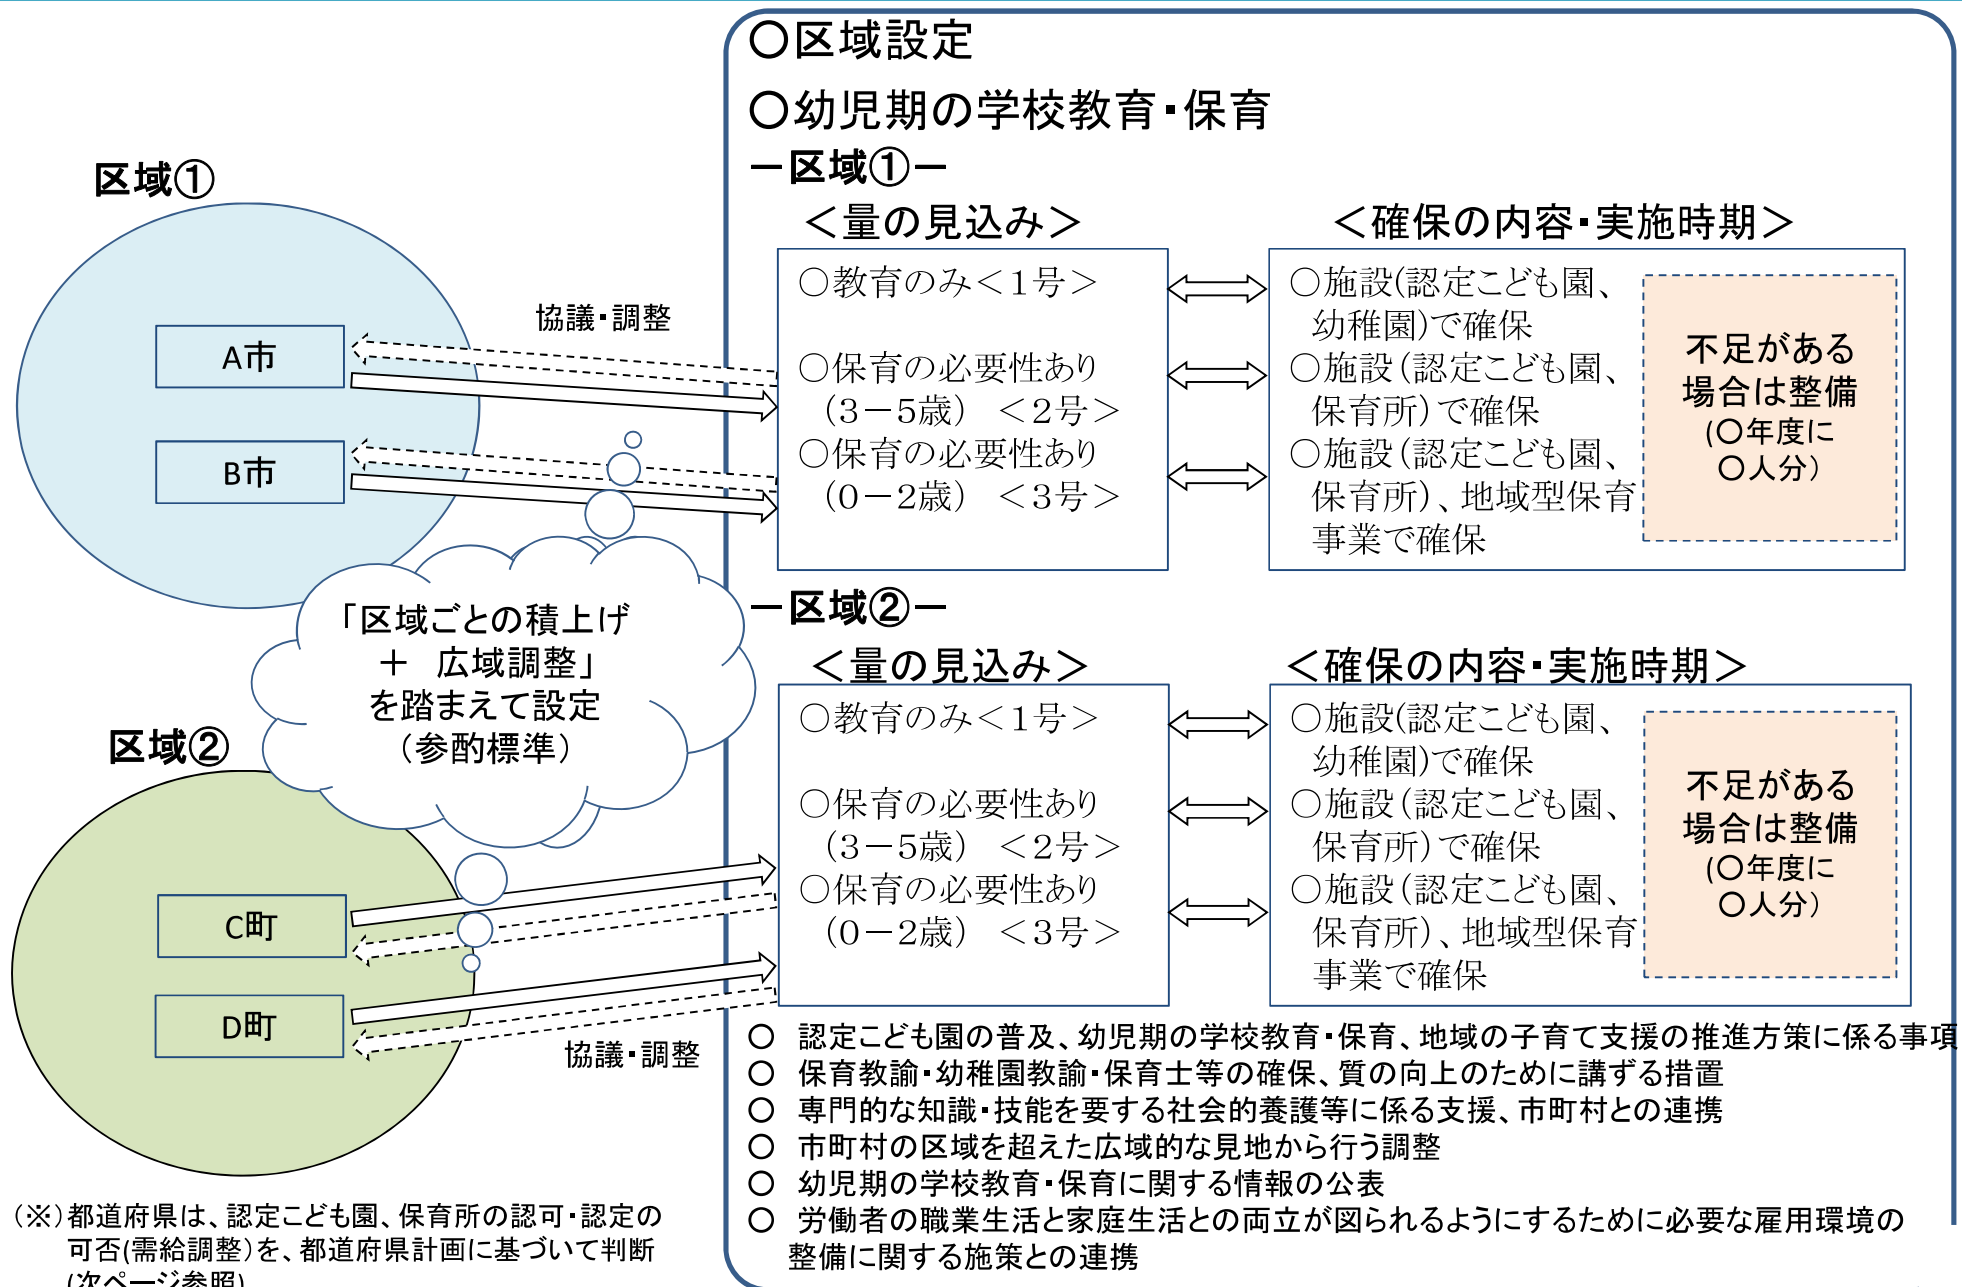 区域①
A市
B市
協議・調整
「区域ごとの積上げ
＋　広域調整」
を踏まえて設定
（参酌標準）
区域②
C町
D町
協議・調整
（※）都道府県は、認定こども園、保育所の認可・認定の
可否(需給調整）を、都道府県計画に基づいて判断
(次ページ参照)
○区域設定
○幼児期の学校教育・保育
－区域①－
＜量の見込み＞
○教育のみ＜１号＞
○保育の必要性あり
（３－５歳）　＜２号＞
○保育の必要性あり
（０－２歳）　＜３号＞
＜確保の内容・実施時期＞
○施設(認定こども園、
幼稚園)で確保
○施設（認定こども園、
保育所）で確保
○施設（認定こども園、
保育所）、地域型保育
事業で確保
不足がある
場合は整備
(○年度に
○人分）
－区域②－
＜量の見込み＞
○教育のみ＜１号＞
○保育の必要性あり
（３－５歳）　＜２号＞
○保育の必要性あり
（０－２歳）　＜３号＞
＜確保の内容・実施時期＞
○施設(認定こども園、
幼稚園)で確保
○施設（認定こども園、
保育所）で確保
○施設（認定こども園、
保育所）、地域型保育
事業で確保
不足がある
場合は整備
(○年度に
○人分）
○　認定こども園の普及、幼児期の学校教育・保育、地域の子育て支援の推進方策に係る事項
○　保育教諭・幼稚園教諭・保育士等の確保、質の向上のために講ずる措置
○　専門的な知識・技能を要する社会的養護等に係る支援、市町村との連携
○　市町村の区域を超えた広域的な見地から行う調整
○　幼児期の学校教育・保育に関する情報の公表
○　労働者の職業生活と家庭生活との両立が図られるようにするために必要な雇用環境の
整備に関する施策との連携